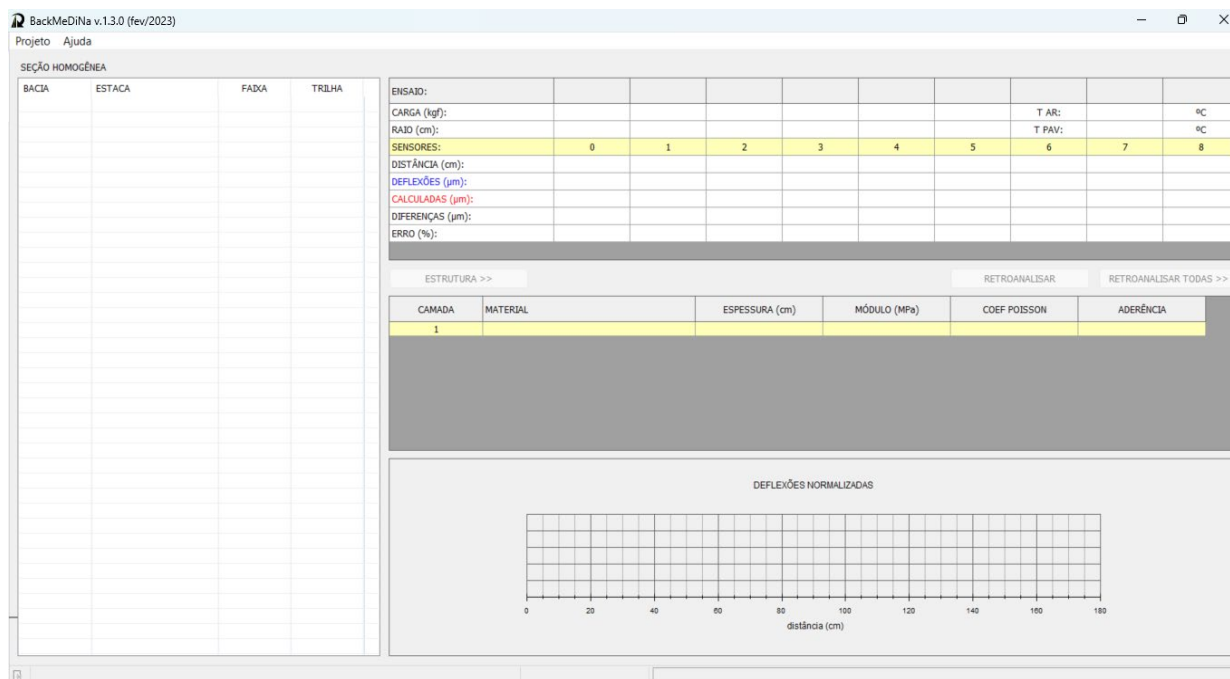 BackMeDiNa v.1.3.0 (fev/2023)
Projeto Ajuda
SEÇÃO HOMOGÊNEA
BACIA ESTACA FAIXA TRILHA
ENSAIO:
CARGA (kgf): T AR: ºC
RAIO (cm): T PAV: ºC
SENSORES: 0 1 2 3 4 5 6 7 8
DISTÂNCIA (cm):
DEFLEXÕES (µm):
CALCULADAS (µm):
DIFERENÇAS (µm):
ERRO (%):
ESTRUTURA >> RETROANALISAR RETROANALISAR TODAS >>
CAMADA MATERIAL ESPESSURA (cm) MÓDULO (MPa) COEF POISSON ADERÊNCIA
1
DEFLEXÕES NORMALIZADAS
0 20 40 60 80 100 120 140 160 180
distância (cm)